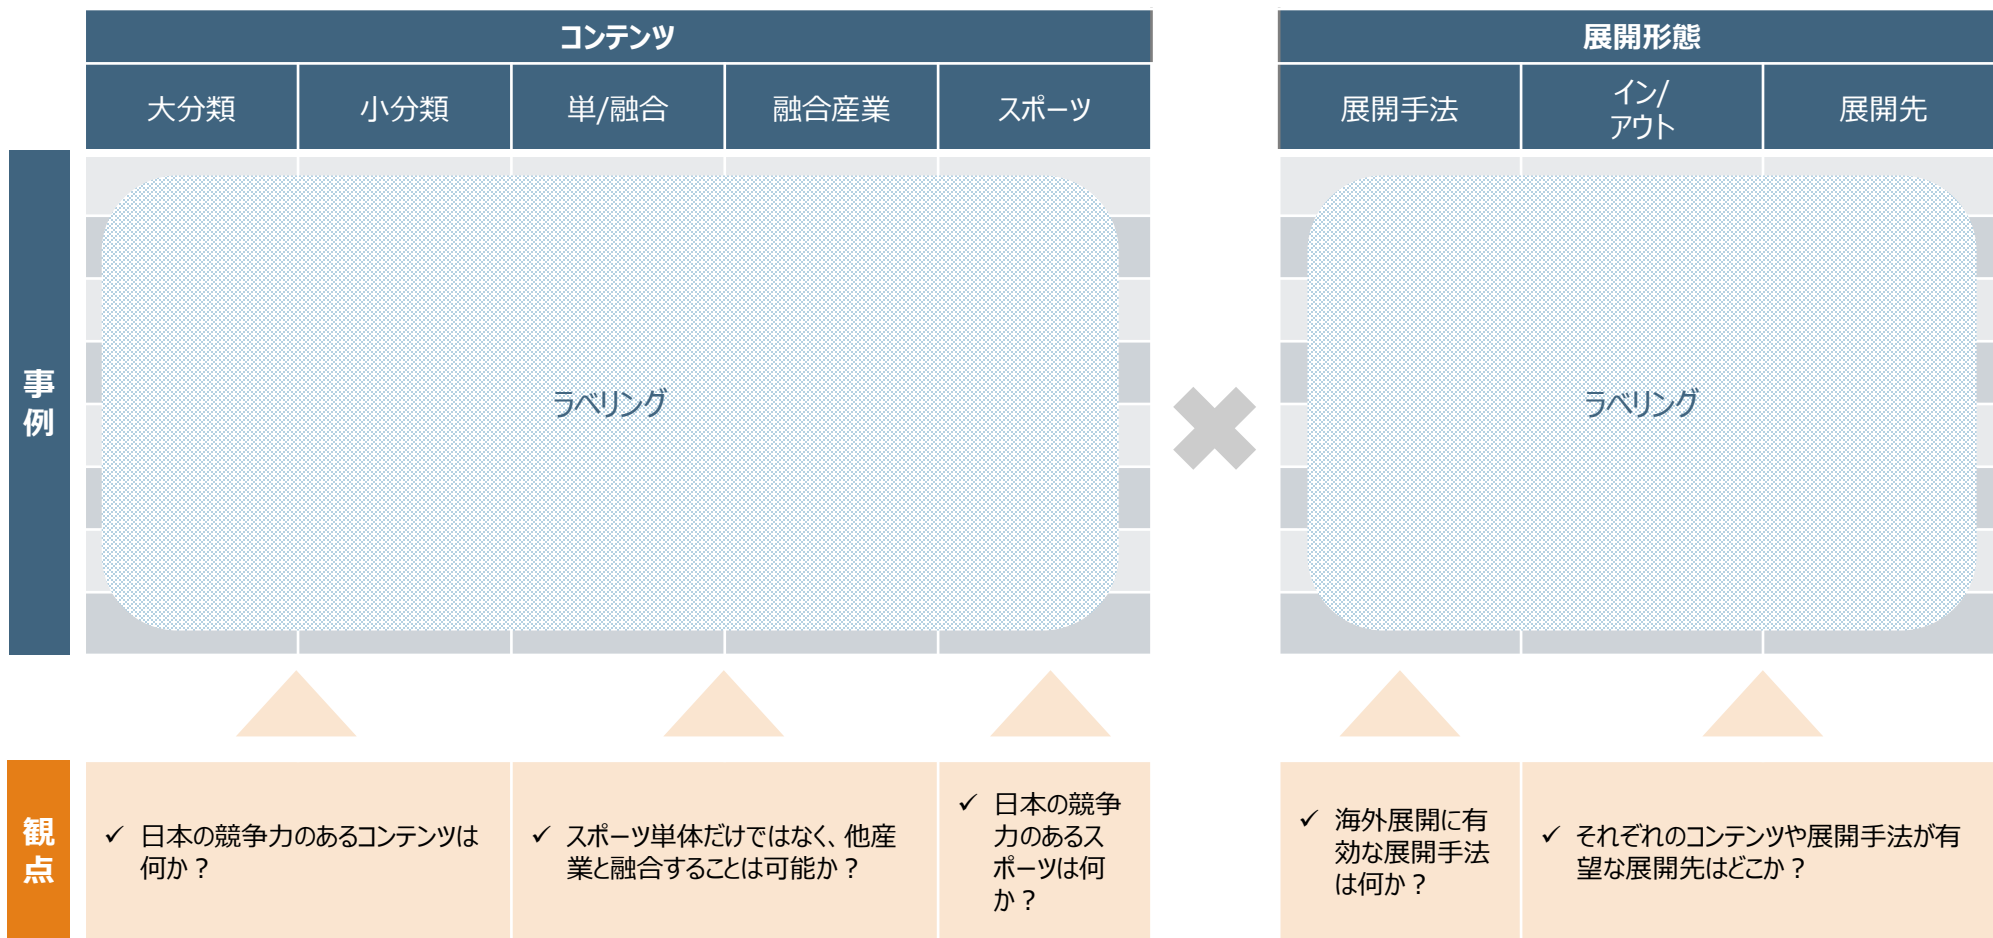 コンテンツ
展開形態
大分類
小分類
単/融合
融合産業
スポーツ
展開手法
イン/
アウト
展開先
事
例
ラベリング
ラベリング
観
点
✓ 日本の競争力のあるコンテンツは
何か？
✓ スポーツ単体だけではなく、他産
業と融合することは可能か？
✓ 日本の競争
力のあるス
ポーツは何
か？
✓ 海外展開に有
効な展開手法
は何か？
✓ それぞれのコンテンツや展開手法が有
望な展開先はどこか？